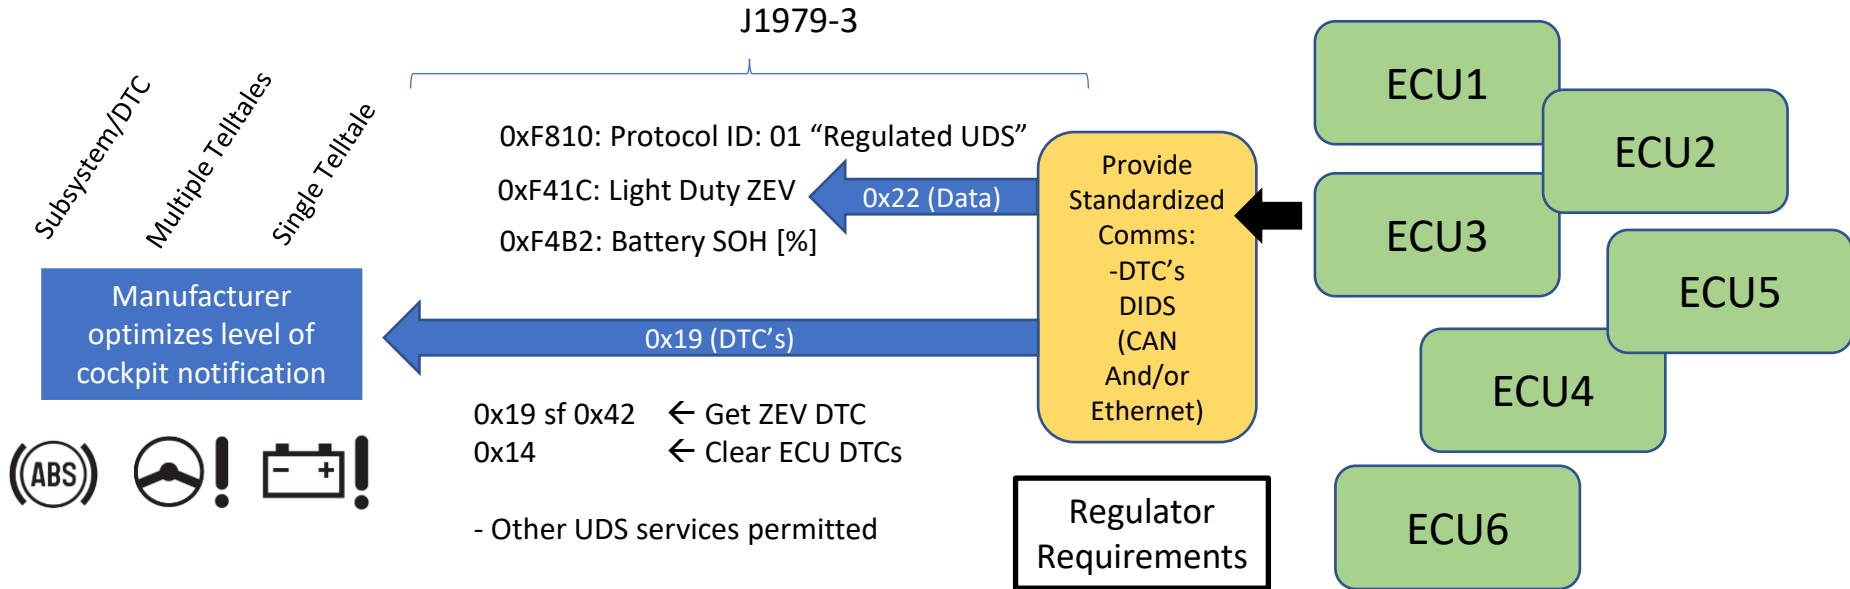 J1979-3
Subsystem/DTC
Multiple Telltales
Single Telltale
Manufacturer
optimizes level of
cockpit notification
ABS
0xF810: Protocol ID: 01 “Regulated UDS”
0xF41C: Light Duty ZEV
0xF4B2: Battery SOH [%]
0x22 (Data)
0x19 (DTC’s)
0x19 sf 0x42 ← Get ZEV DTC
0x14 ← Clear ECU DTCs
- Other UDS services permitted
Provide
Standardized
Comms:
-DTC’s
DIDS
(CAN
And/or
Ethernet)
Regulator
Requirements
ECU1
ECU2
ECU3
ECU5
ECU4
ECU6